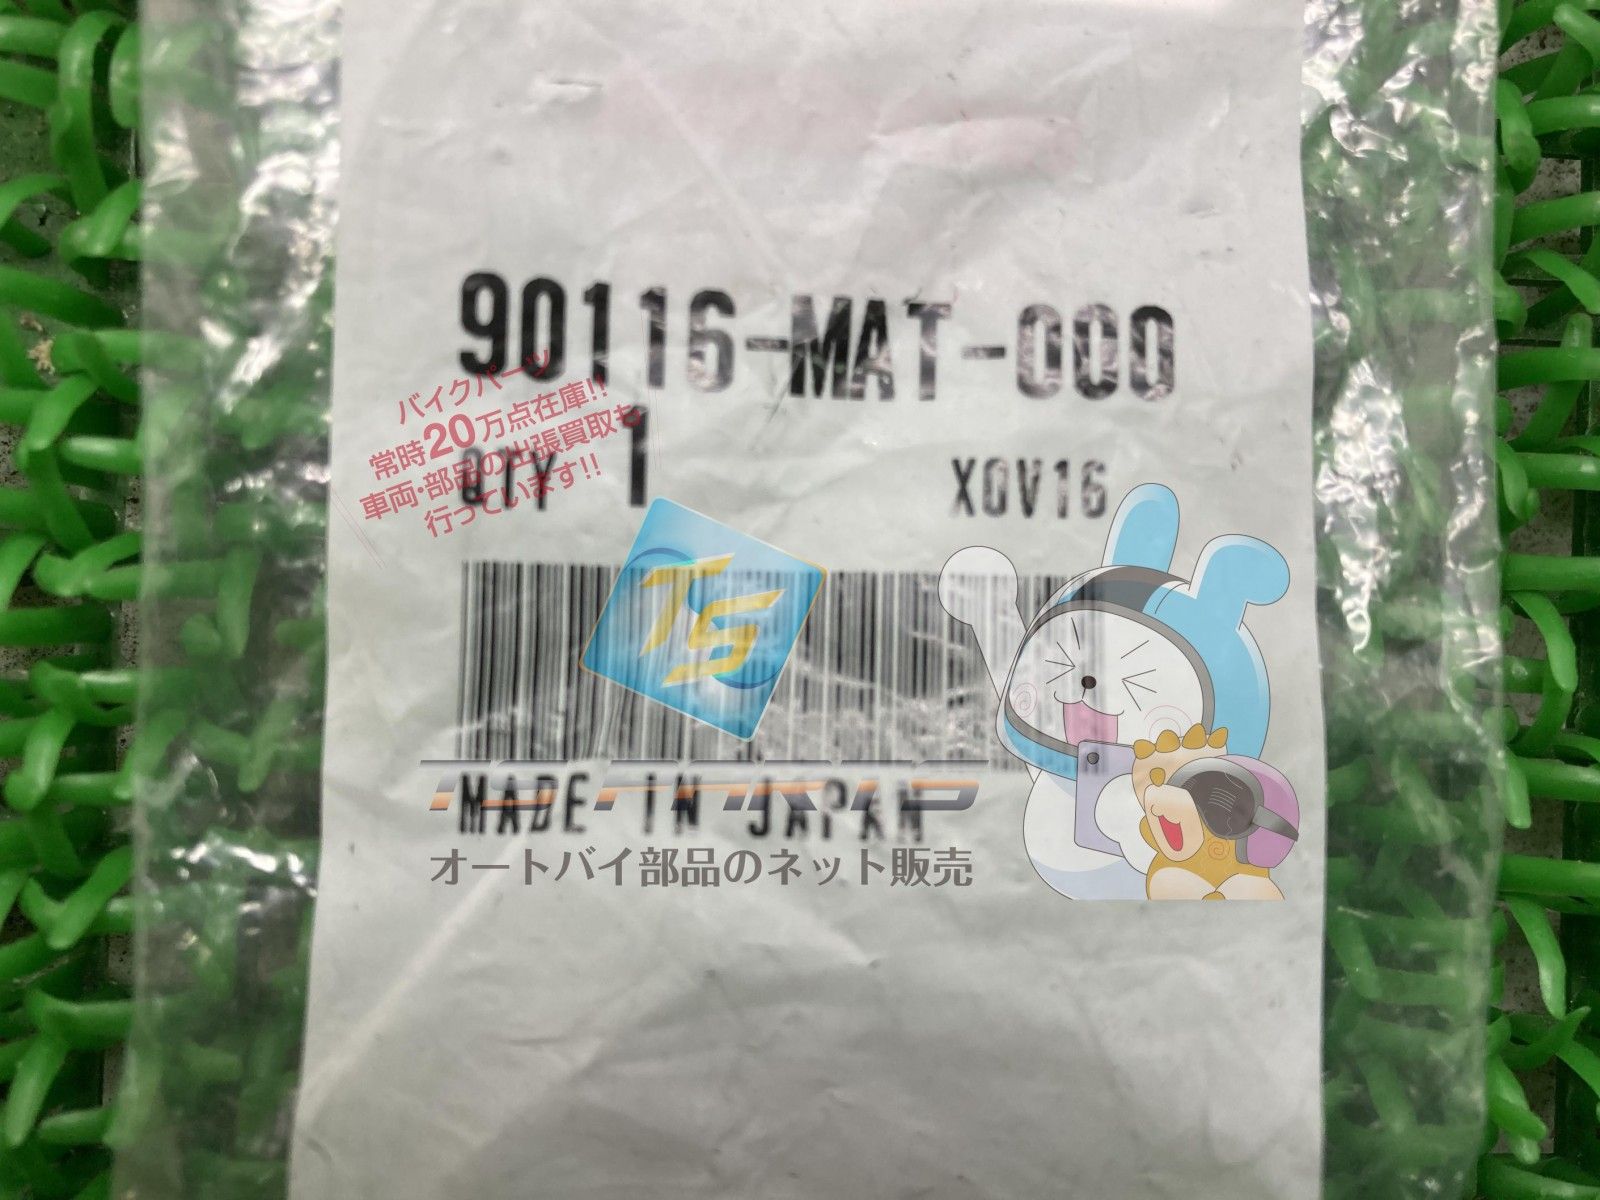 90116-MAT-000
バイクパーツ
常時20万点在庫!!
車両・部品の出張買取も
行っています!!
QTY 1 XOV16
TS
TS PARTS
MADE IN JAPAN
オートバイ部品のネット販売